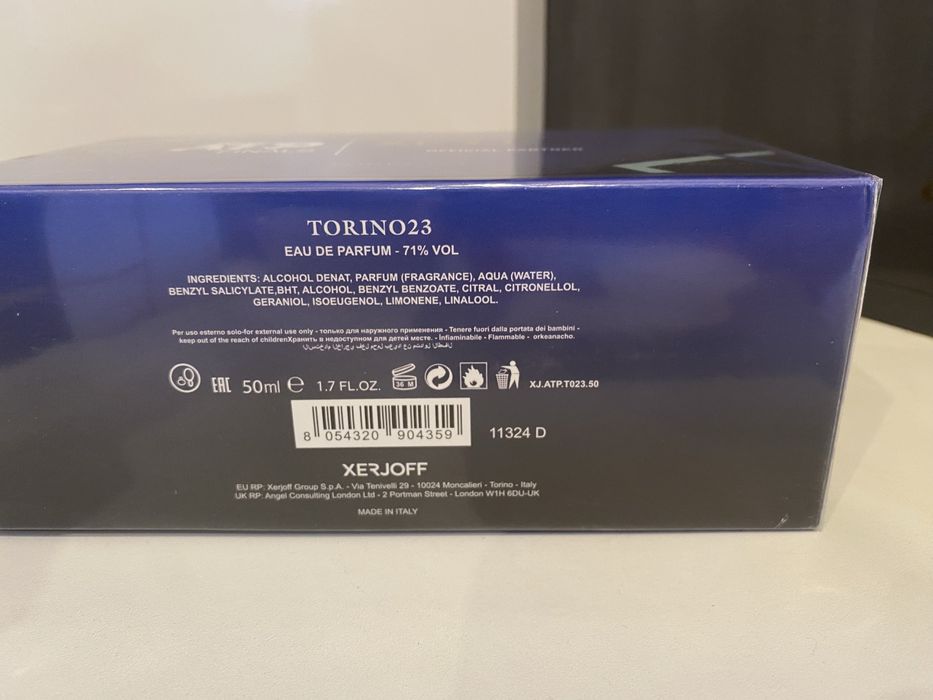 OFFICIAL PARTNER
TORINO23
EAU DE PARFUM - 71% VOL
INGREDIENTS: ALCOHOL DENAT, PARFUM (FRAGRANCE), AQUA (WATER),
BENZYL SALICYLATE,BHT, ALCOHOL, BENZYL BENZOATE, CITRAL, CITRONELLOL,
GERANIOL, ISOEUGENOL, LIMONENE, LINALOOL.
Per uso esterno solo-for external use only - только для наружного применения - Tenere fuori dalla portata dei bambini -
keep out of the reach of childrenХранить в недоступном для детей месте. - Infiaminabile - Flammable - orkeanacho.
EAC 50ml e 1.7 FL.OZ. 36 M XJ.ATP.T023.50
8 054320 904359 11324 D
XERJOFF
EU RP: Xerjoff Group S.p.A. - Via Tenivelli 29 - 10024 Moncalieri - Torino - Italy
UK RP: Angel Consulting London Ltd - 2 Portman Street - London W1H 6DU-UK
MADE IN ITALY